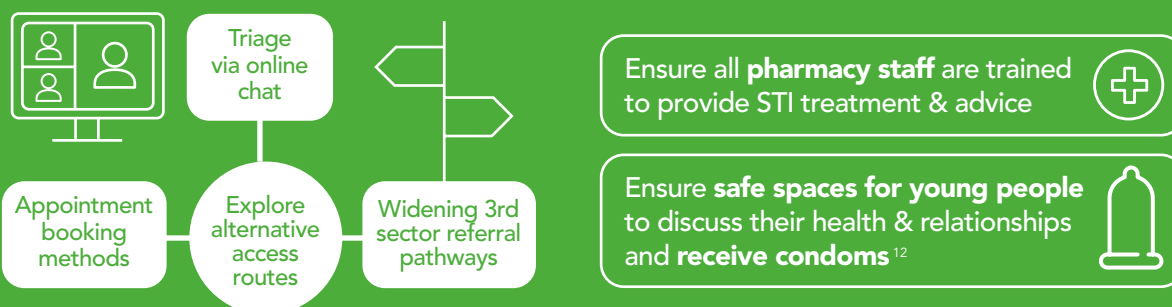 Triage
via online
chat
Appointment
booking
methods
Explore
alternative
access
routes
Widening 3rd
sector referral
pathways
Ensure all pharmacy staff are trained
to provide STI treatment & advice
Ensure safe spaces for young people
to discuss their health & relationships
and receive condoms 12